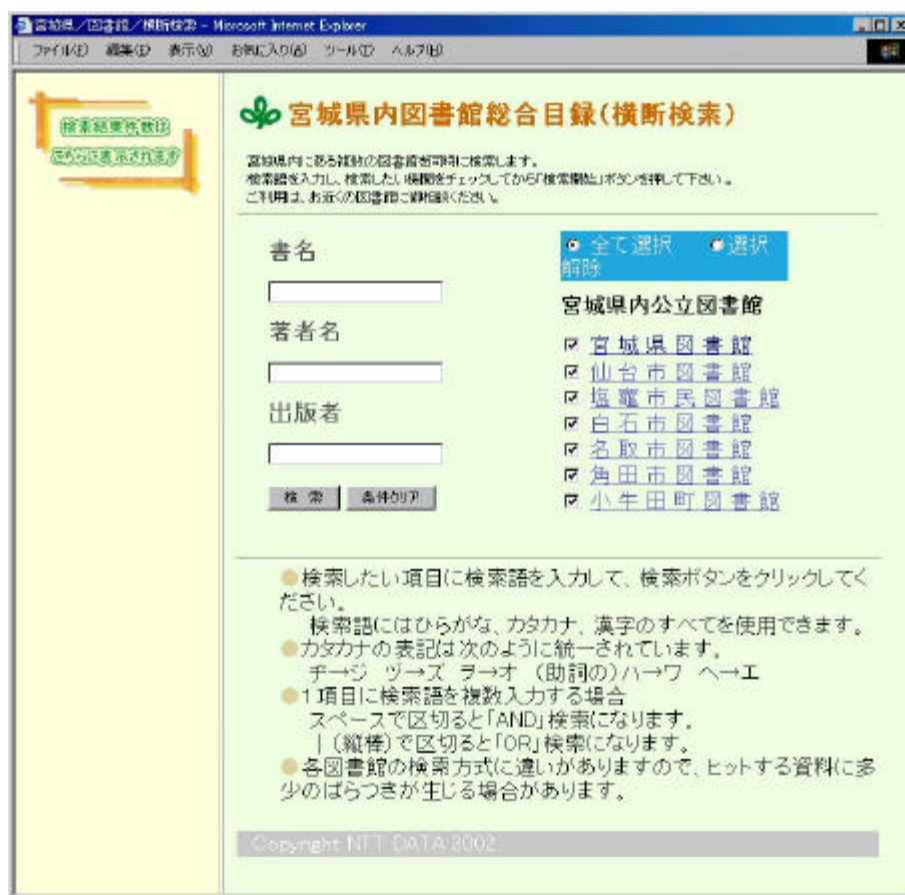 宮城県/図書館/横断検索 - Microsoft Internet Explorer
ファイル(F) 編集(E) 表示(V) お気に入り(A) ツール(T) ヘルプ(H)
検索結果件数は
こちらに表示されます
宮城県内図書館総合目録(横断検索)
宮城県内にある複数の図書館を同時に検索します。
検索語を入力し、検索したい機関をチェックしてから「検索開始」ボタンを押して下さい。
ご利用は、お近くの図書館に御相談ください。
書名
著者名
出版者
検 索 条件クリア
全て選択 選択
解除
宮城県内公立図書館
宮城県図書館
仙台市図書館
塩竈市民図書館
白石市図書館
名取市図書館
角田市図書館
小牛田町図書館
●検索したい項目に検索語を入力して、検索ボタンをクリックしてく
ださい。
検索語にはひらがな、カタカナ、漢字のすべてを使用できます。
●カタカナの表記は次のように統一されています。
ヂ→ジ ヅ→ズ ヲ→オ (助詞の)ハ→ワ ヘ→エ
●1項目に検索語を複数入力する場合
スペースで区切ると「AND」検索になります。
|(縦棒)で区切ると「OR」検索になります。
●各図書館の検索方式に違いがありますので、ヒットする資料に多
少のばらつきが生じる場合があります。
Copyright NTT DATA 2002